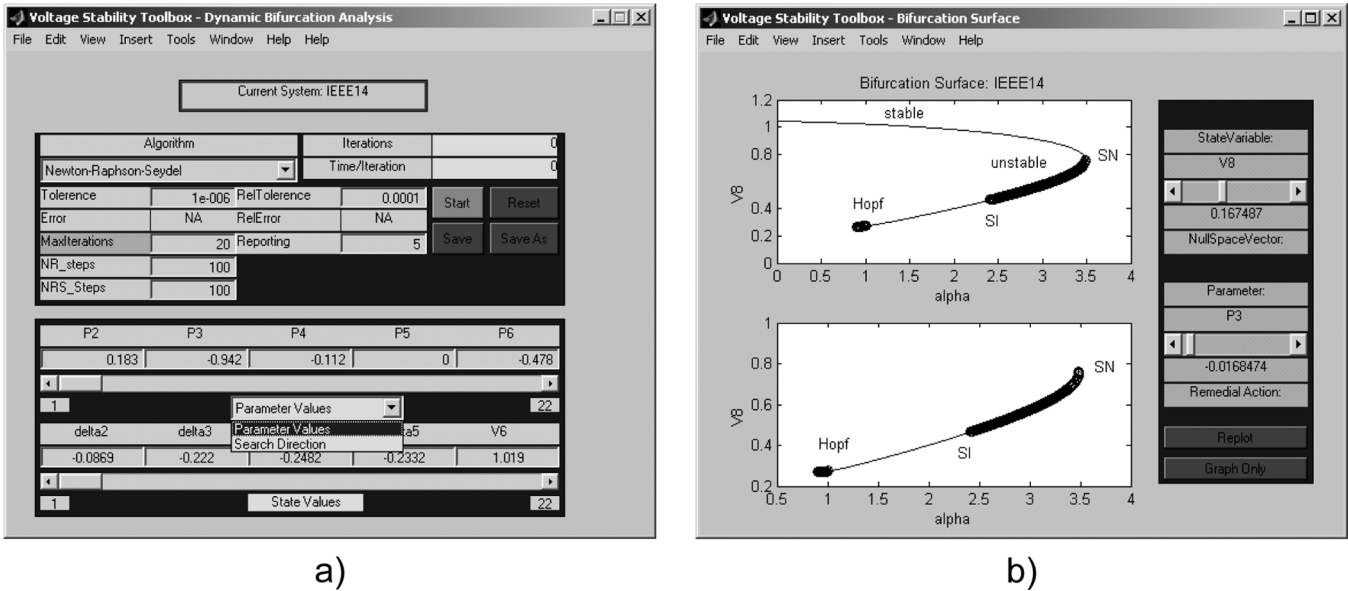 Voltage Stability Toolbox - Dynamic Bifurcation Analysis
File Edit View Insert Tools Window Help Help
Current System: IEEE14
Algorithm Iterations 0
Newton-Raphson-Seydel Time/Iteration 0
Tolerence 1e-006 RelTolerence 0.0001 Start Reset
Error NA RelError NA
MaxIterations 20 Reporting 5 Save Save As
NR_steps 100
NRS_Steps 100
P2 P3 P4 P5 P6
0.183 -0.942 -0.112 0 -0.478
1 Parameter Values 22
Parameter Values
Search Direction
delta2 delta3 ta5 V6
-0.0869 -0.222 -0.2482 -0.2332 1.019
1 State Values 22
a)
Voltage Stability Toolbox - Bifurcation Surface
File Edit View Insert Tools Window Help
Bifurcation Surface: IEEE14
1.2
1
0.8
V8
0.4
0.2
0
stable
unstable
SN
Hopf
SI
0 0.5 1 1.5 2 2.5 3 3.5 4
alpha
1
0.8
V8
0.6
0.4
0.2
SN
Hopf
SI
0.5 1 1.5 2 2.5 3 3.5 4
alpha
StateVariable:
V8
0.167487
NullSpaceVector:
Parameter:
P3
-0.0168474
Remedial Action:
Replot
Graph Only
b)